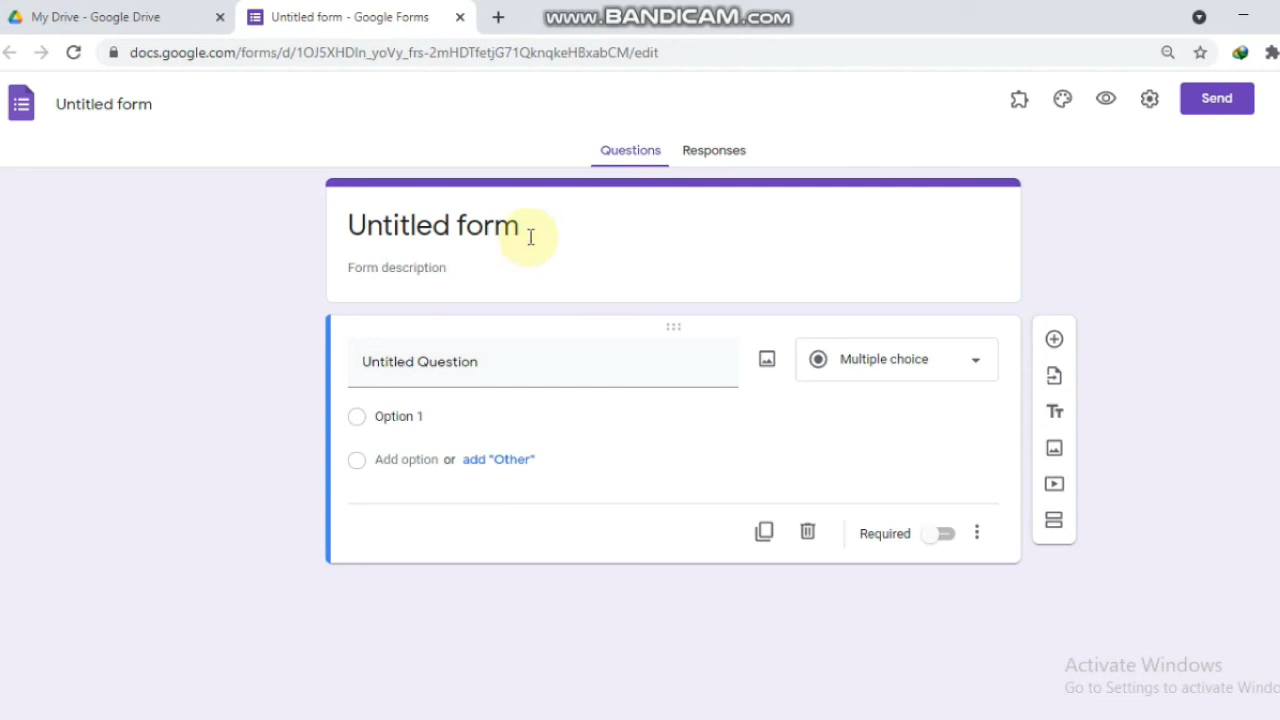 My Drive - Google Drive
Untitled form - Google Forms
www.BANDICAM.com
docs.google.com/forms/d/1OJ5XHDln_yoVy_frs-2mHDTfetjG71QknqkeHBxabCM/edit
Untitled form
Send
Questions
Responses
Untitled form
Form description
Untitled Question
Multiple choice
Option 1
Add option or add "Other"
Required
Activate Windows
Go to Settings to activate Windo